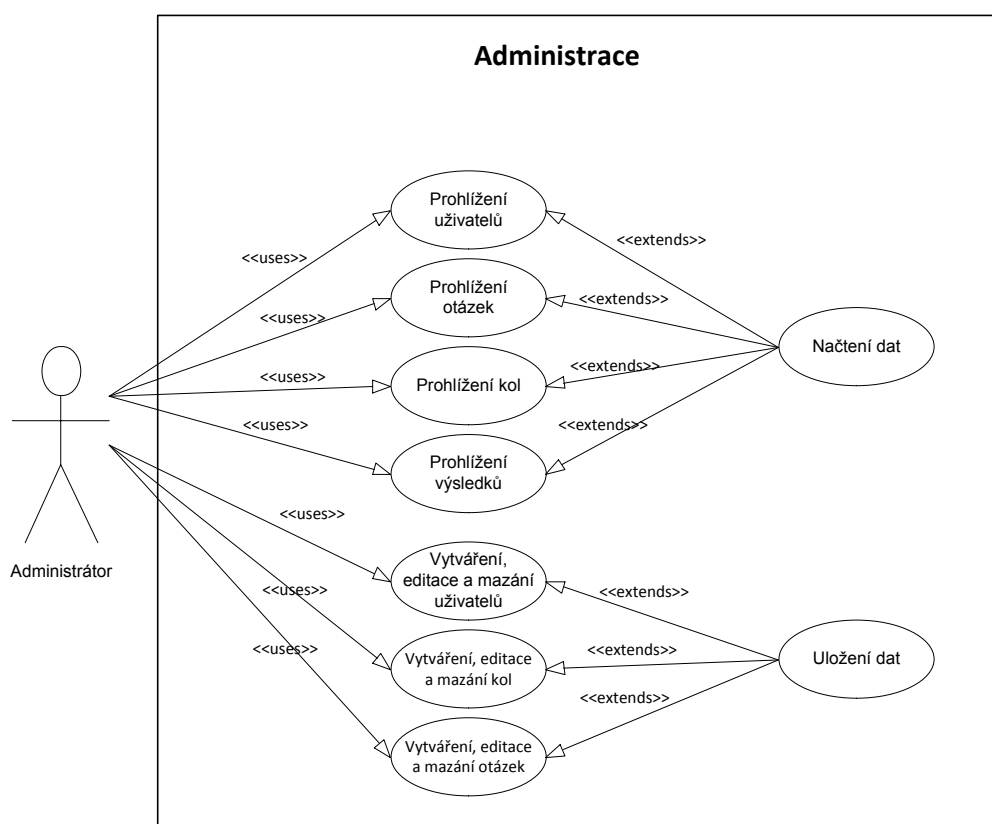 Administrace
Prohlížení
uživatelů
<<extends>>
<<uses>>
Prohlížení
otázek
<<extends>>
<<uses>>
Načtení dat
Prohlížení kol
<<extends>>
<<uses>>
<<uses>>
<<extends>>
Prohlížení
výsledků
<<uses>>
Administrátor
Vytváření,
editace a mazání
uživatelů
<<extends>>
<<uses>>
Vytváření, editace
a mazání kol
<<extends>>
Uložení dat
<<uses>>
<<extends>>
Vytváření, editace
a mazání otázek